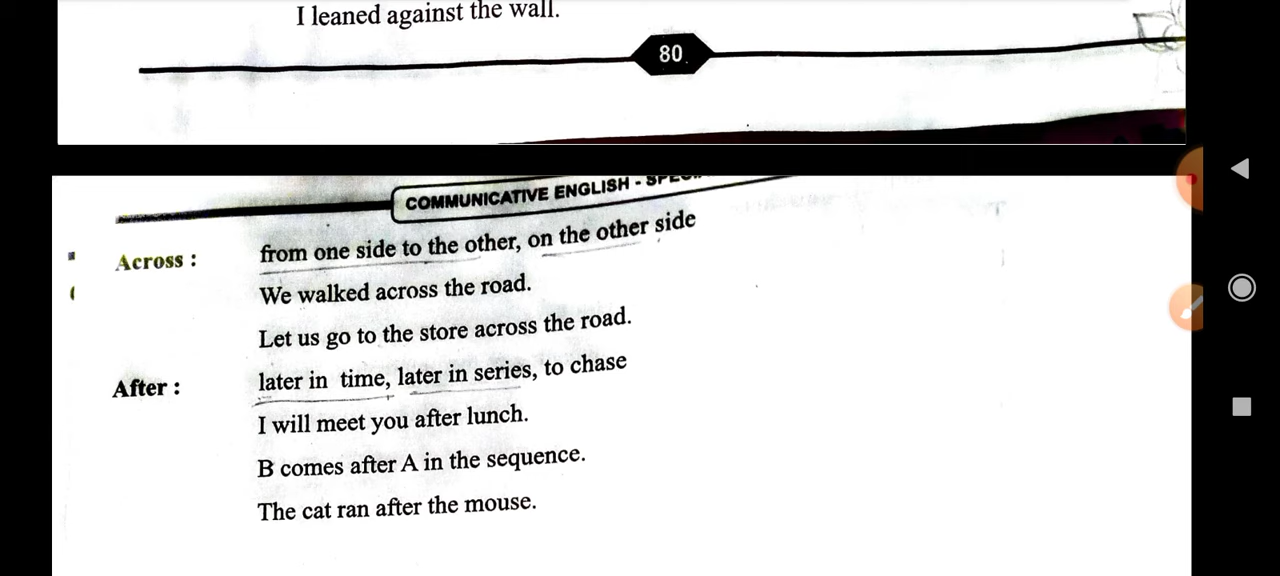 I leaned against the wall.
80
COMMUNICATIVE ENGLISH -
Across : from one side to the other, on the other side
We walked across the road.
Let us go to the store across the road.
After : later in time, later in series, to chase
I will meet you after lunch.
B comes after A in the sequence.
The cat ran after the mouse.